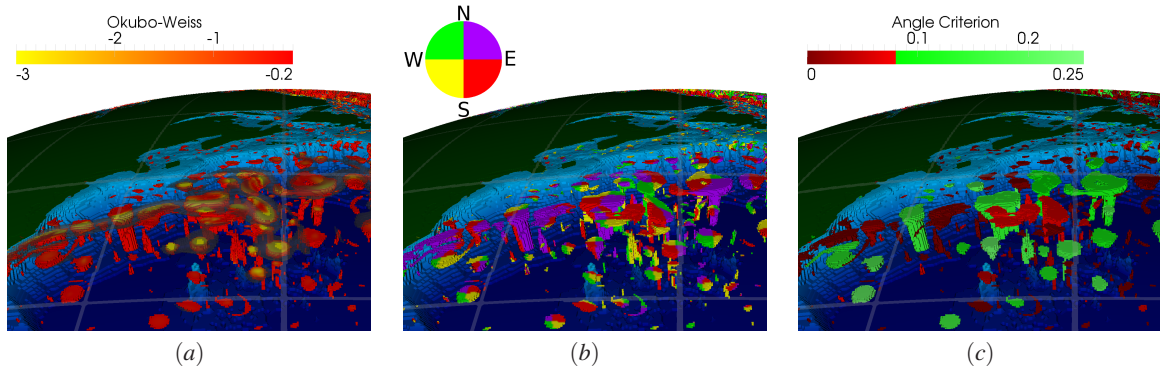 Okubo-Weiss
-2 -1
-3 -0.2
(a)
N
W E
S
(b)
Angle Criterion
0.1 0.2
0 0.25
(c)